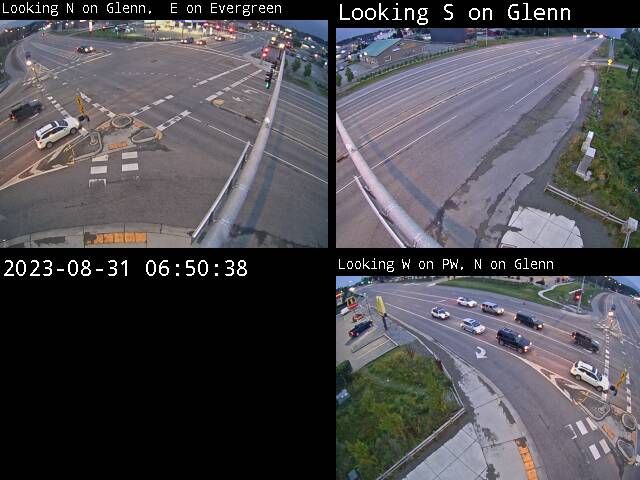 Looking N on Glenn,  E on Evergreen
Looking S on Glenn
2023-08-31 06:50:38
Looking W on PW, N on Glenn